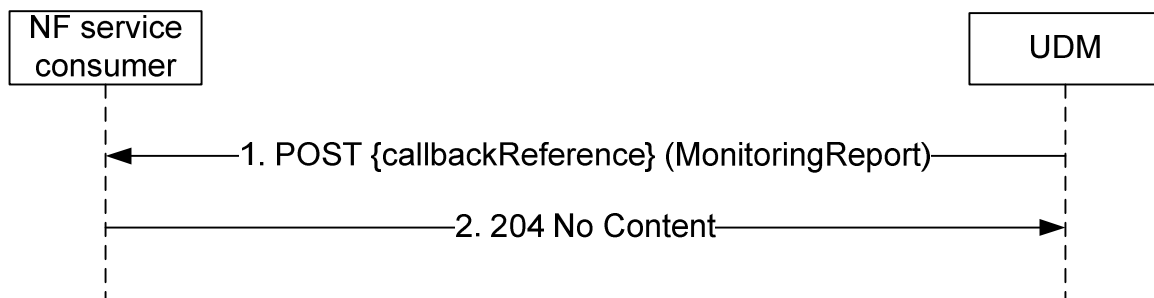 NF service
consumer
UDM
1. POST {callbackReference} (MonitoringReport)
2. 204 No Content